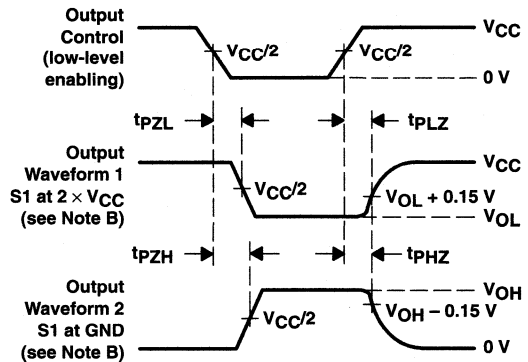 Output
Control
(low-level
enabling)
VCC
VCC/2
VCC/2
0 V
tPZL
tPLZ
Output
Waveform 1
S1 at 2 × VCC
(see Note B)
VCC
VCC/2
VOL + 0.15 V
VOL
tPZH
tPHZ
Output
Waveform 2
S1 at GND
(see Note B)
VOH
VOH – 0.15 V
VCC/2
0 V